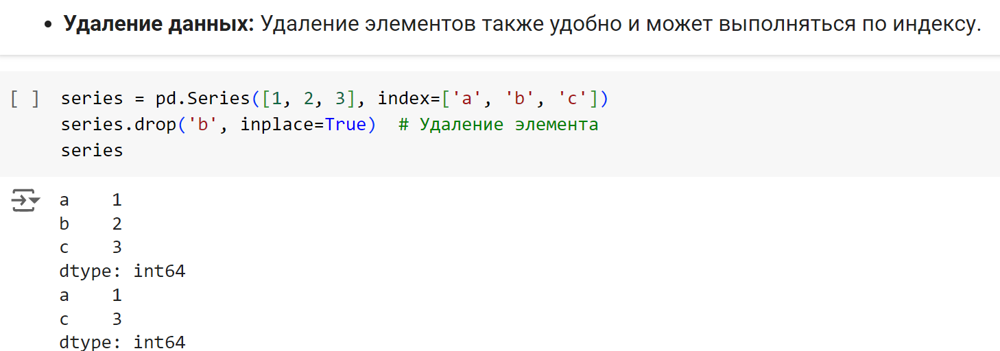 • Удаление данных: Удаление элементов также удобно и может выполняться по индексу.
[ ] series = pd.Series([1, 2, 3], index=['a', 'b', 'c'])
series.drop('b', inplace=True)  # Удаление элемента
series
a    1
b    2
c    3
dtype: int64
a    1
c    3
dtype: int64